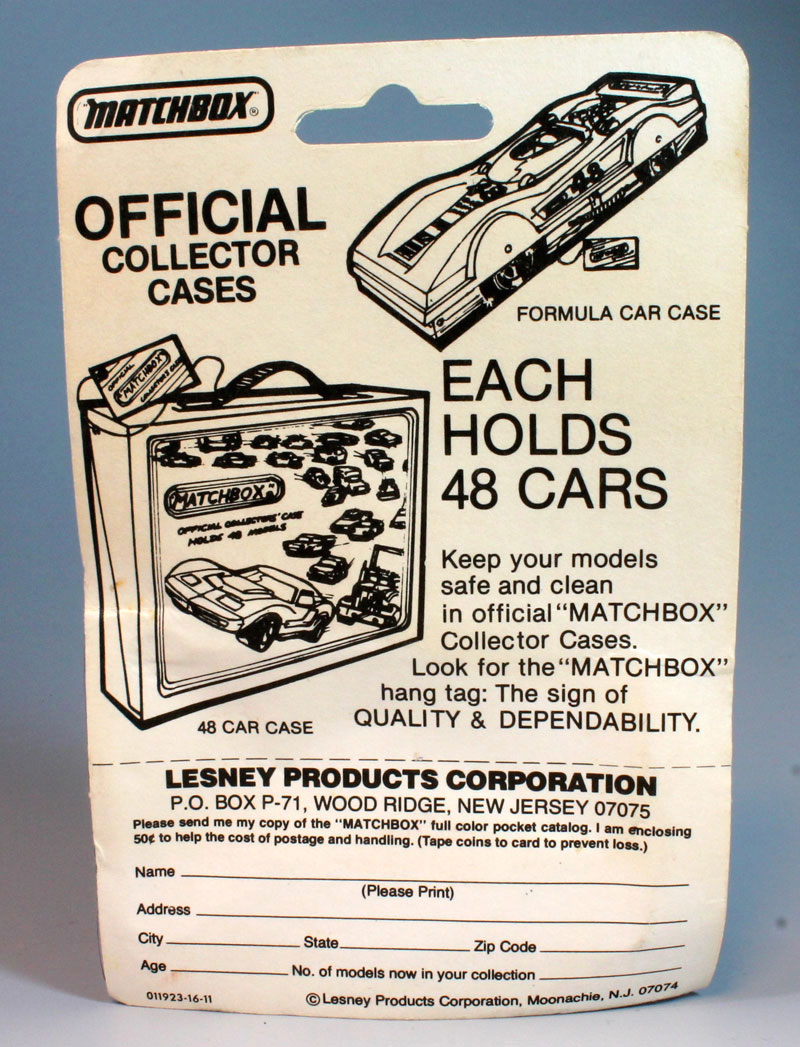 "MATCHBOX"®
OFFICIAL
COLLECTOR
CASES
FORMULA CAR CASE
OFFICIAL
"MATCHBOX"
COLLECTOR'S CASE
EACH
HOLDS
48 CARS
"MATCHBOX"
OFFICIAL COLLECTORS' CASE
HOLDS 48 MODELS
Keep your models
safe and clean
in official "MATCHBOX"
Collector Cases.
Look for the "MATCHBOX"
hang tag: The sign of
QUALITY & DEPENDABILITY.
48 CAR CASE
LESNEY PRODUCTS CORPORATION
P.O. BOX P-71, WOOD RIDGE, NEW JERSEY 07075
Please send me my copy of the "MATCHBOX" full color pocket catalog. I am enclosing
50¢ to help the cost of postage and handling. (Tape coins to card to prevent loss.)
Name
(Please Print)
Address
City State Zip Code
Age No. of models now in your collection
011923-16-11 ©Lesney Products Corporation, Moonachie, N.J. 07074